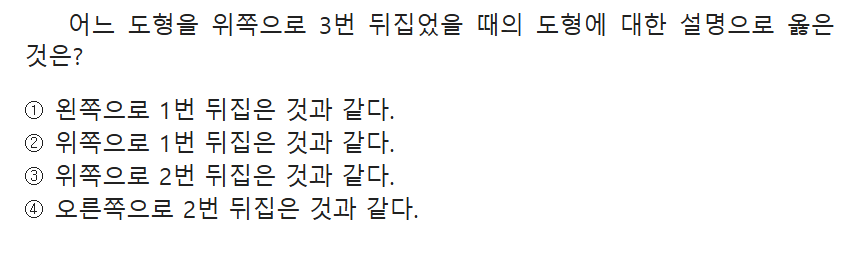 어느 도형을 위쪽으로 3번 뒤집었을 때의 도형에 대한 설명으로 옳은
것은?
① 왼쪽으로 1번 뒤집은 것과 같다.
② 위쪽으로 1번 뒤집은 것과 같다.
③ 위쪽으로 2번 뒤집은 것과 같다.
④ 오른쪽으로 2번 뒤집은 것과 같다.